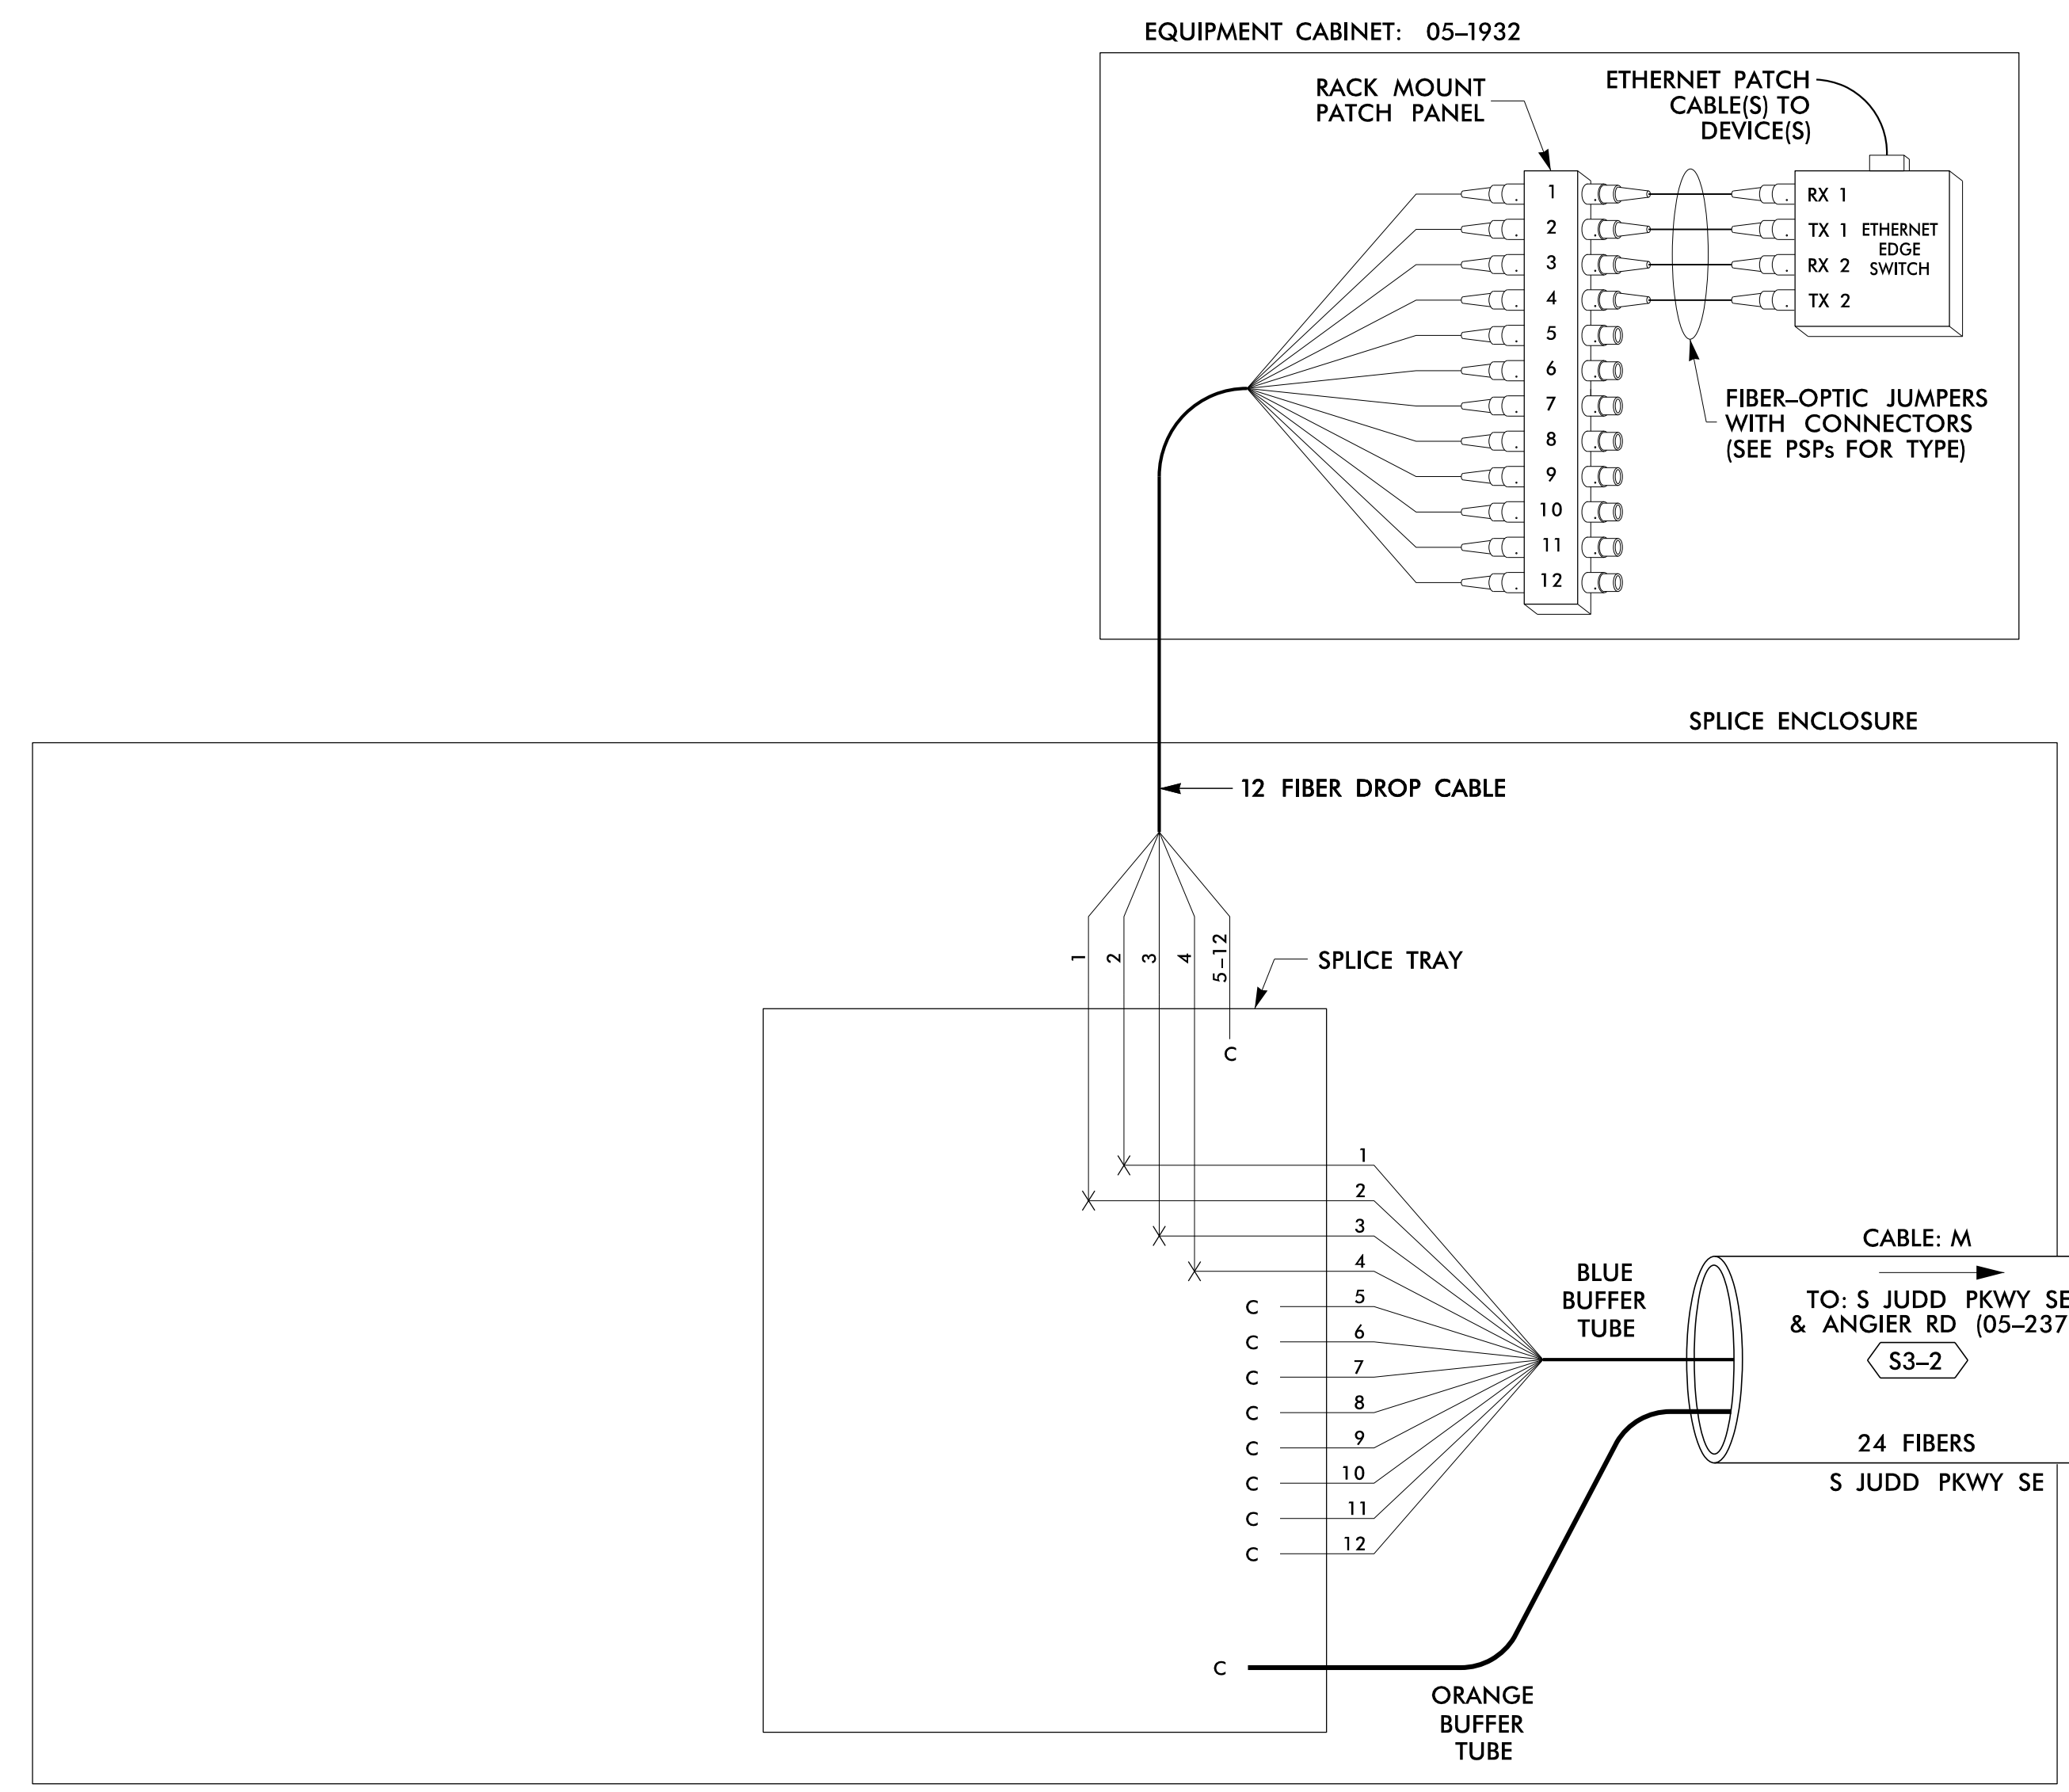 EQUIPMENT CABINET: 05–1932
RACK MOUNT
PATCH PANEL
ETHERNET PATCH
CABLE(S) TO
DEVICE(S)
1
2
3
4
5
6
7
8
9
10
11
12
RX 1
TX 1
RX 2
TX 2
ETHERNET
EDGE
SWITCH
FIBER–OPTIC JUMPERS
WITH CONNECTORS
(SEE PSPs FOR TYPE)
SPLICE ENCLOSURE
12 FIBER DROP CABLE
1
2
3
4
5–12
SPLICE TRAY
C
1
2
3
4
C 5
C 6
C 7
C 8
C 9
C 10
C 11
C 12
BLUE
BUFFER
TUBE
CABLE: M
TO: S JUDD PKWY SE
& ANGIER RD (05–237
S3–2
24 FIBERS
S JUDD PKWY SE
C
ORANGE
BUFFER
TUBE